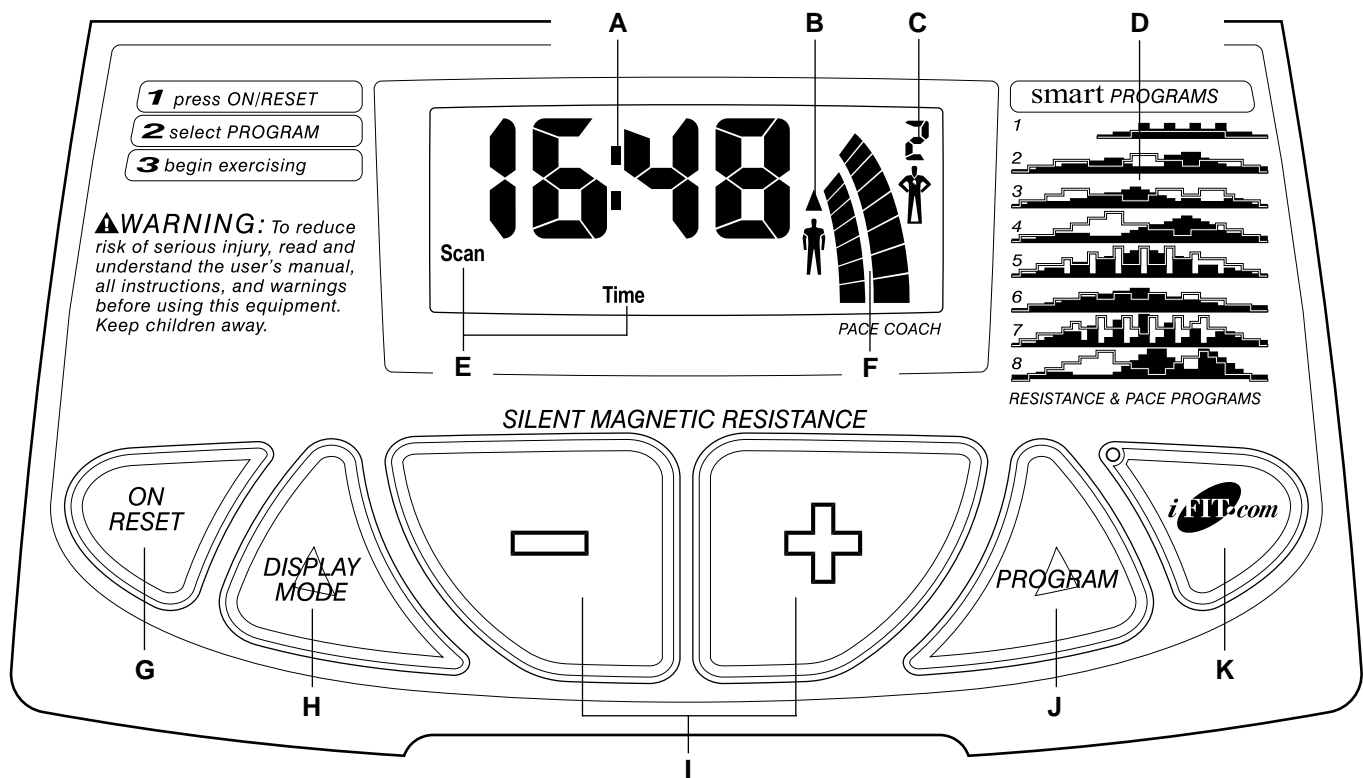 A
B
C
D
1 press ON/RESET
2 select PROGRAM
3 begin exercising
WARNING: To reduce
risk of serious injury, read and
understand the user's manual,
all instructions, and warnings
before using this equipment.
Keep children away.
16:48
2
Scan
Time
PACE COACH
E
F
smart PROGRAMS
1
2
3
4
5
6
7
8
RESISTANCE & PACE PROGRAMS
SILENT MAGNETIC RESISTANCE
ON
RESET
DISPLAY
MODE
−
+
PROGRAM
iFIT.com
G
H
I
J
K